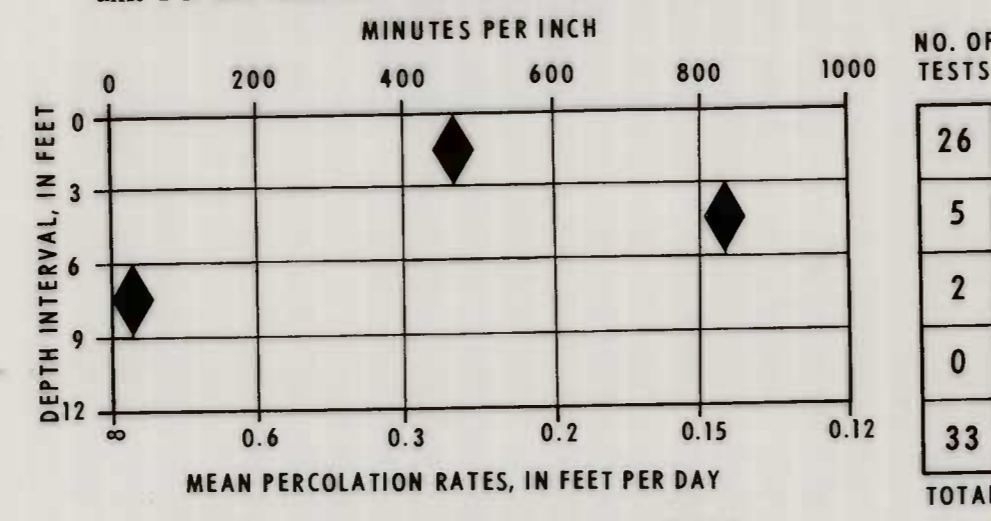 MINUTES PER INCH
0 200 400 600 800 1000
DEPTH INTERVAL, IN FEET
0
3
6
9
12
∞ 0.6 0.3 0.2 0.15 0.12
MEAN PERCOLATION RATES, IN FEET PER DAY
NO. OF
TESTS
26
5
2
0
33
TOTAL